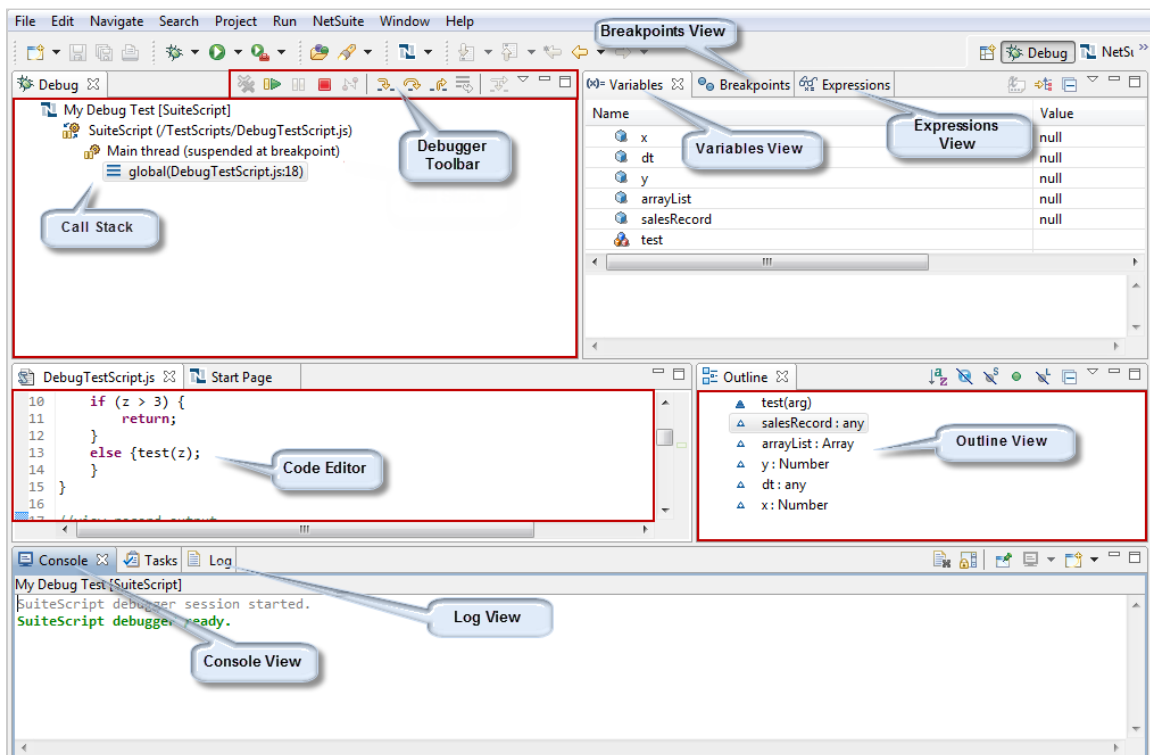 File Edit Navigate Search Project Run NetSuite Window Help
Breakpoints View
Debug
Debug
(x)= Variables
Breakpoints
Expressions
My Debug Test [SuiteScript]
SuiteScript (/TestScripts/DebugTestScript.js)
Main thread (suspended at breakpoint)
global(DebugTestScript.js:18)
Debugger
Toolbar
Call Stack
Name Value
x null
dt null
y null
arrayList null
salesRecord null
test
Variables View
Expressions
View
DebugTestScript.js
Start Page
10 if (z > 3) {
11 return;
12 }
13 else {test(z);
14 }
15 }
16
17 //view record output
Code Editor
Outline
test(arg)
salesRecord : any
arrayList : Array
y : Number
dt : any
x : Number
Outline View
Console
Tasks
Log
My Debug Test [SuiteScript]
SuiteScript debugger session started.
SuiteScript debugger ready.
Log View
Console View